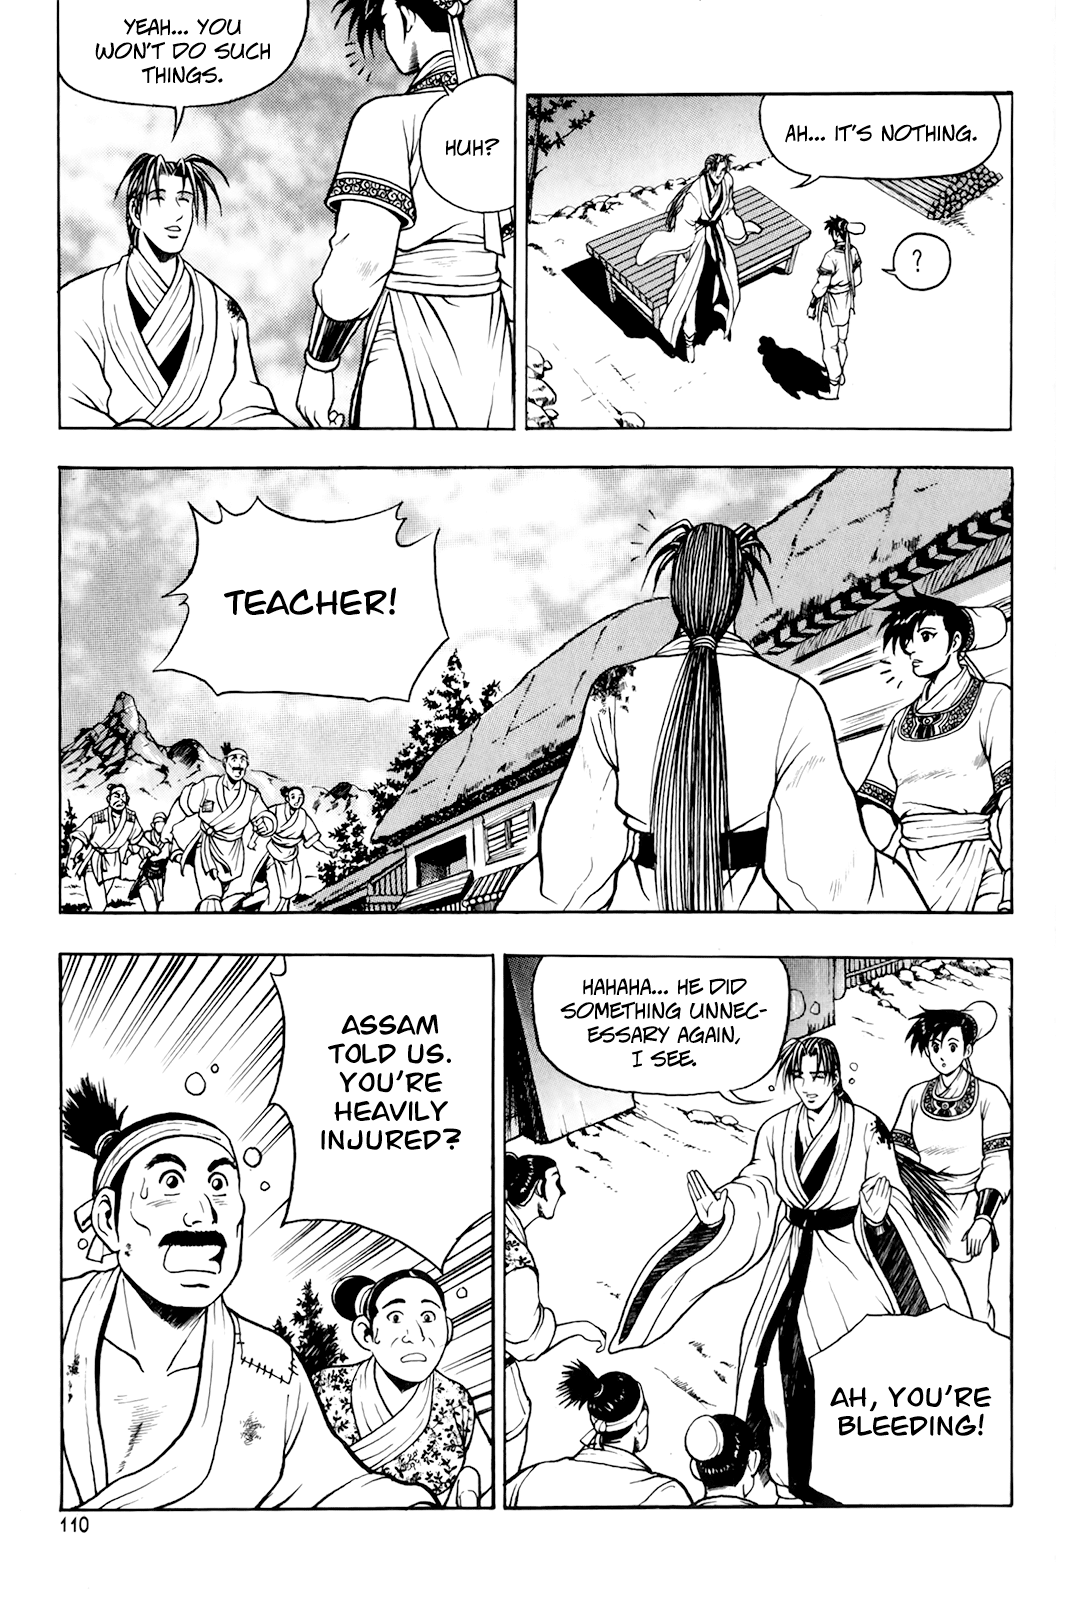 YEAH... YOU
WON'T DO SUCH
THINGS.
HUH?
AH... IT'S NOTHING.
?
TEACHER!
ASSAM
TOLD US.
YOU'RE
HEAVILY
INJURED?
HAHAHA... HE DID
SOMETHING UNNEC-
ESSARY AGAIN,
I SEE.
AH, YOU'RE
BLEEDING!
110